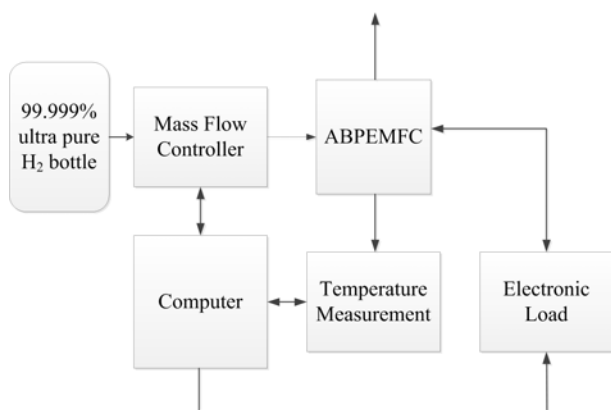 99.999%
ultra pure
H₂ bottle
Mass Flow
Controller
ABPEMFC
Computer
Temperature
Measurement
Electronic
Load